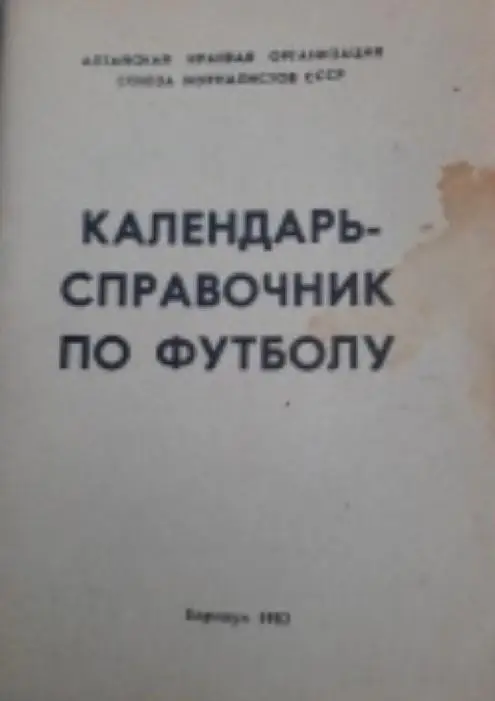 АЛТАЙСКАЯ КРАЕВАЯ ОРГАНИЗАЦИЯ
СОЮЗА ЖУРНАЛИСТОВ СССР
КАЛЕНДАРЬ-
СПРАВОЧНИК
ПО ФУТБОЛУ
Барнаул